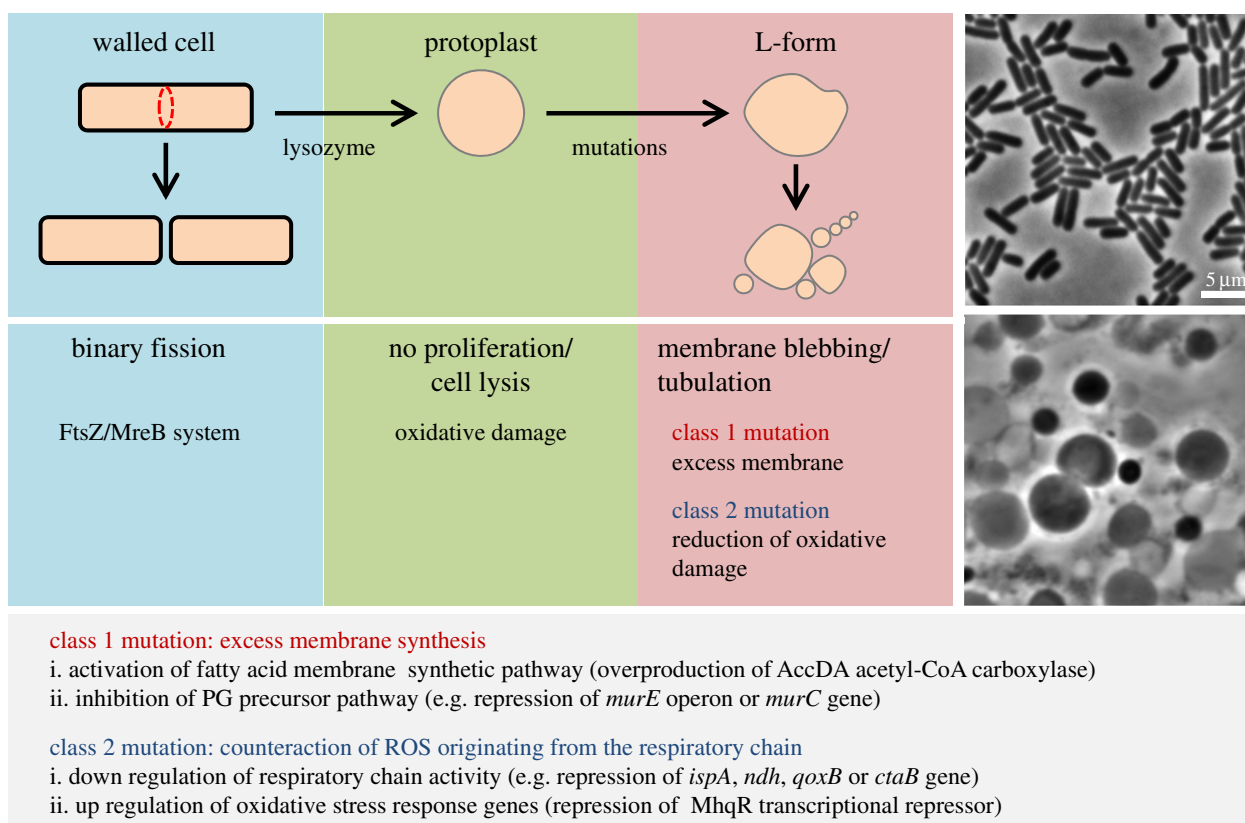 walled cell
protoplast
L-form
lysozyme
mutations
5 µm
binary fission
no proliferation/
cell lysis
membrane blebbing/
tubulation
FtsZ/MreB system
oxidative damage
class 1 mutation
excess membrane
class 2 mutation
reduction of oxidative
damage
class 1 mutation: excess membrane synthesis
i. activation of fatty acid membrane synthetic pathway (overproduction of AccDA acetyl-CoA carboxylase)
ii. inhibition of PG precursor pathway (e.g. repression of murE operon or murC gene)
class 2 mutation: counteraction of ROS originating from the respiratory chain
i. down regulation of respiratory chain activity (e.g. repression of ispA, ndh, qoxB or ctaB gene)
ii. up regulation of oxidative stress response genes (repression of MhqR transcriptional repressor)